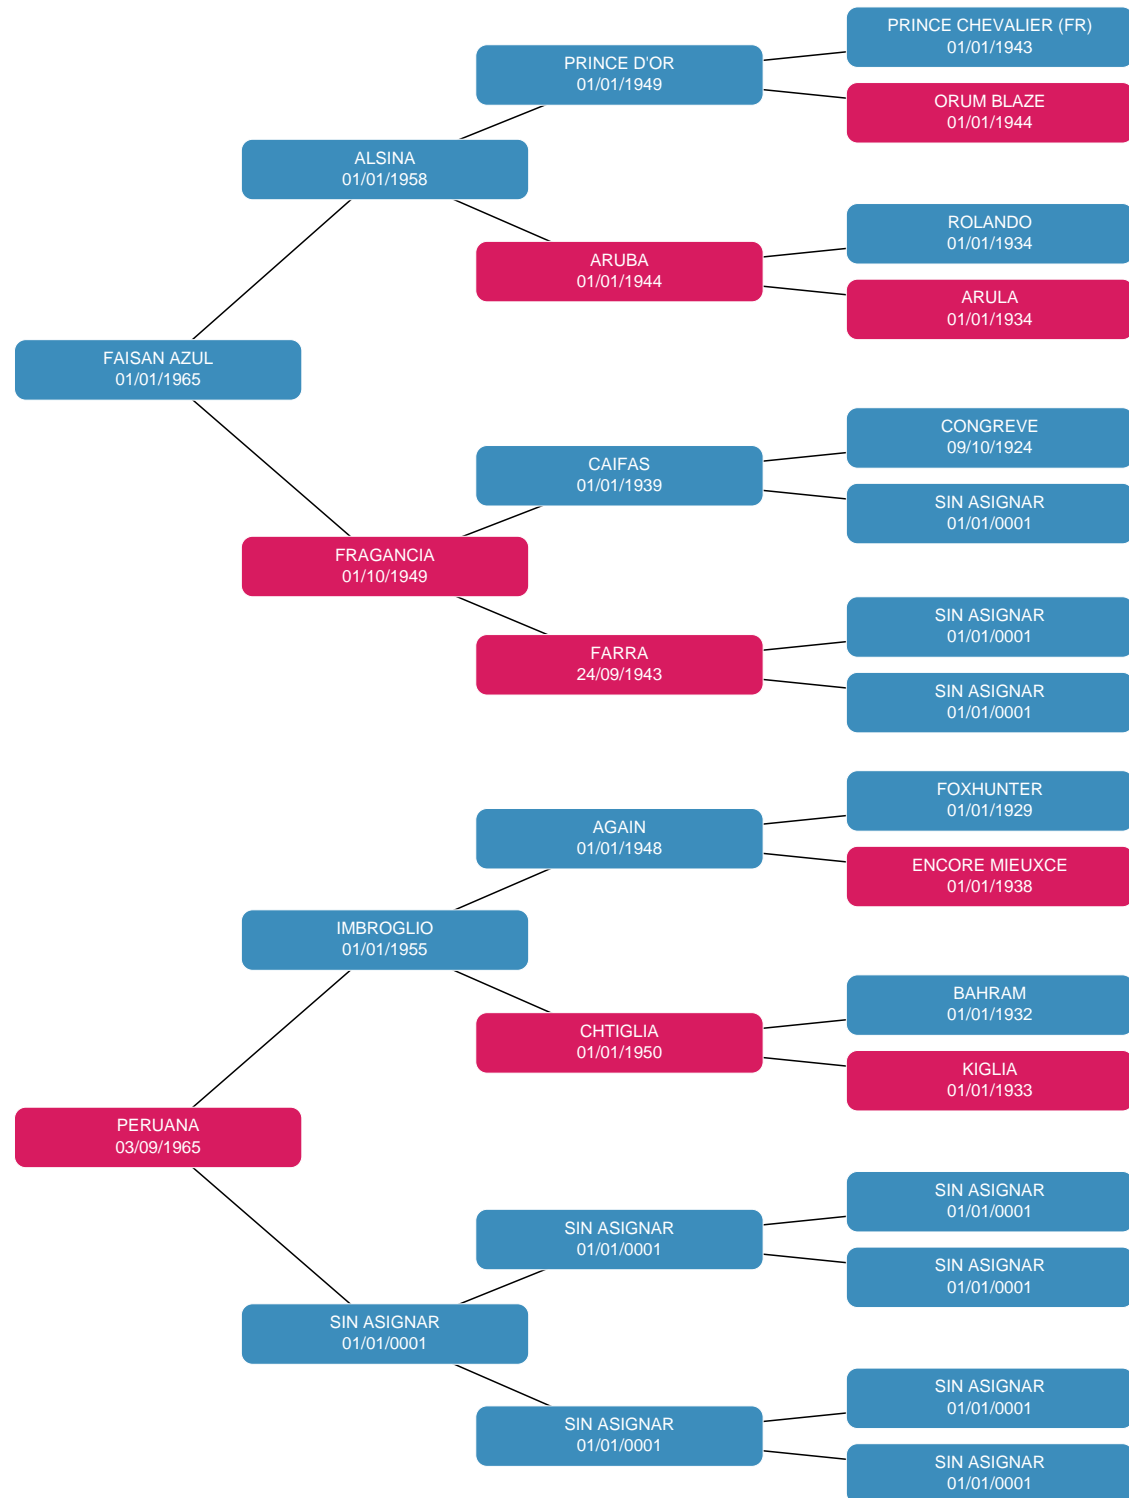 PRINCE CHEVALIER (FR)
01/01/1943
PRINCE D'OR
01/01/1949
ORUM BLAZE
01/01/1944
ALSINA
01/01/1958
ROLANDO
01/01/1934
ARUBA
01/01/1944
ARULA
01/01/1934
FAISAN AZUL
01/01/1965
CONGREVE
09/10/1924
CAIFAS
01/01/1939
SIN ASIGNAR
01/01/0001
FRAGANCIA
01/10/1949
SIN ASIGNAR
01/01/0001
FARRA
24/09/1943
SIN ASIGNAR
01/01/0001
FOXHUNTER
01/01/1929
AGAIN
01/01/1948
ENCORE MIEUXCE
01/01/1938
IMBROGLIO
01/01/1955
BAHRAM
01/01/1932
CHTIGLIA
01/01/1950
KIGLIA
01/01/1933
PERUANA
03/09/1965
SIN ASIGNAR
01/01/0001
SIN ASIGNAR
01/01/0001
SIN ASIGNAR
01/01/0001
SIN ASIGNAR
01/01/0001
SIN ASIGNAR
01/01/0001
SIN ASIGNAR
01/01/0001
SIN ASIGNAR
01/01/0001